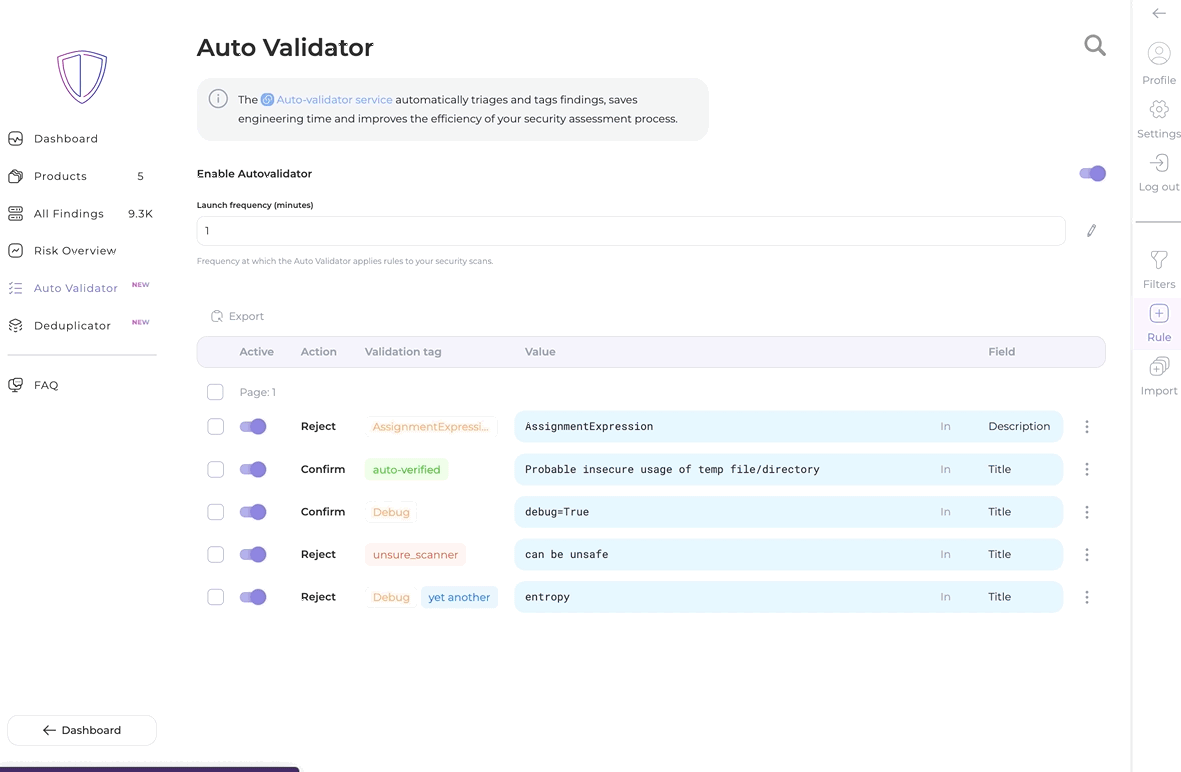 Auto Validator
The Auto-validator service automatically triages and tags findings, saves
engineering time and improves the efficiency of your security assessment process.
Dashboard
Products 5
All Findings 9.3K
Risk Overview
Auto Validator NEW
Deduplicator NEW
FAQ
Dashboard
Enable Autovalidator
Launch frequency (minutes)
1
Frequency at which the Auto Validator applies rules to your security scans.
Export
Active Action Validation tag Value Field
Page: 1
Reject AssignmentExpressi... AssignmentExpression In Description
Confirm auto-verified Probable insecure usage of temp file/directory In Title
Confirm Debug debug=True In Title
Reject unsure_scanner can be unsafe In Title
Reject Debug yet another entropy In Title
Profile
Settings
Log out
Filters
Rule
Import